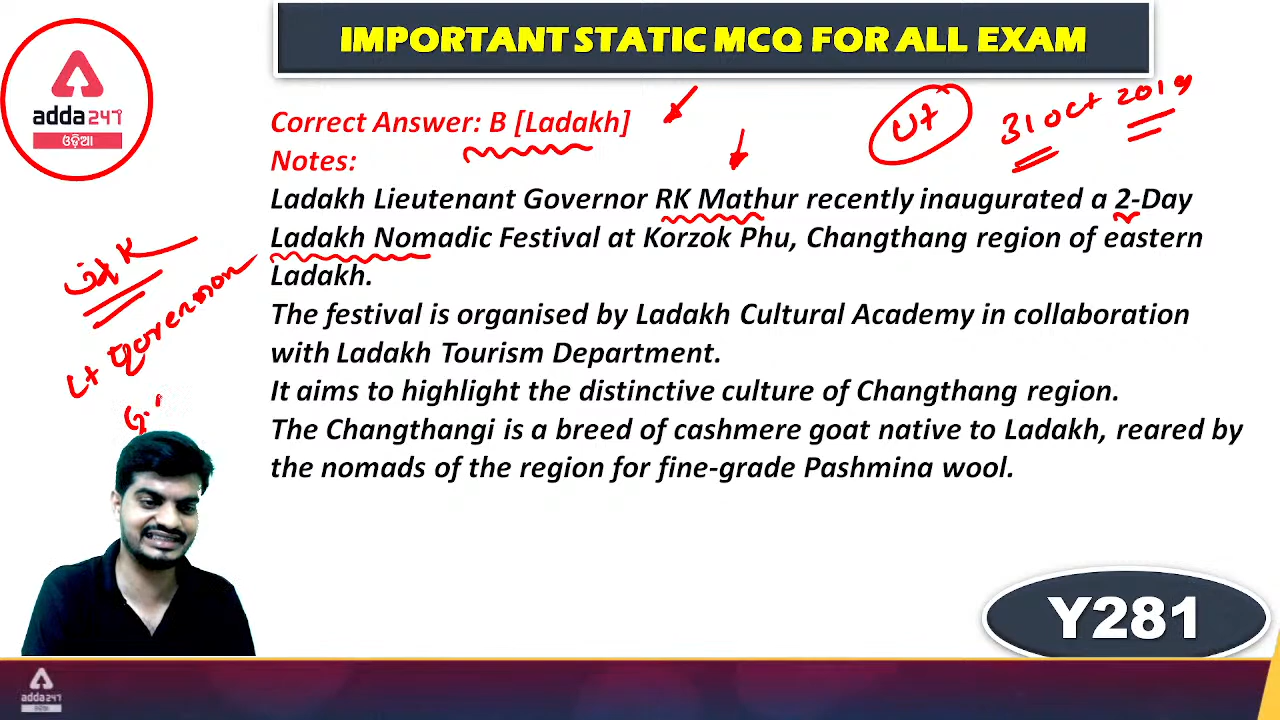 IMPORTANT STATIC MCQ FOR ALL EXAM
adda247
ଓଡ଼ିଆ
Correct Answer: B [Ladakh]
UT
31 Oct 2019
Notes:
Ladakh Lieutenant Governor RK Mathur recently inaugurated a 2-Day
Ladakh Nomadic Festival at Korzok Phu, Changthang region of eastern
Ladakh.
J&K
Lt Governor
G.
The festival is organised by Ladakh Cultural Academy in collaboration
with Ladakh Tourism Department.
It aims to highlight the distinctive culture of Changthang region.
The Changthangi is a breed of cashmere goat native to Ladakh, reared by
the nomads of the region for fine-grade Pashmina wool.
Y281
adda247